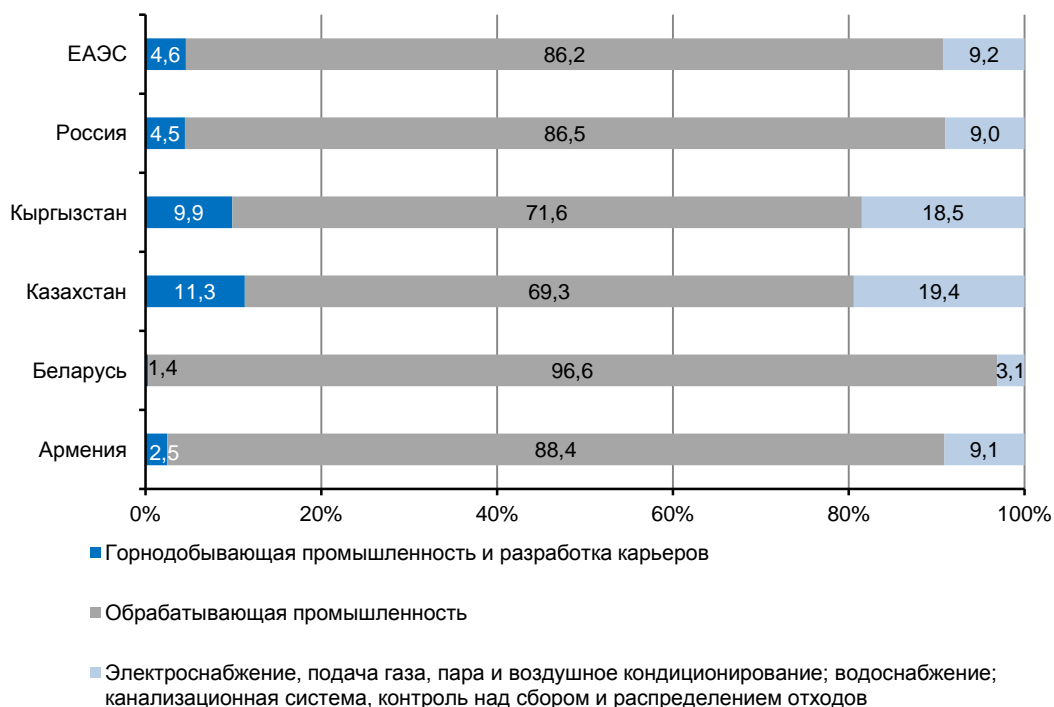 ЕАЭС 4,6 86,2 9,2
Россия 4,5 86,5 9,0
Кыргызстан 9,9 71,6 18,5
Казахстан 11,3 69,3 19,4
Беларусь 1,4 96,6 3,1
Армения 2,5 88,4 9,1
0% 20% 40% 60% 80% 100%
Горнодобывающая промышленность и разработка карьеров
Обрабатывающая промышленность
Электроснабжение, подача газа, пара и воздушное кондиционирование; водоснабжение;
канализационная система, контроль над сбором и распределением отходов